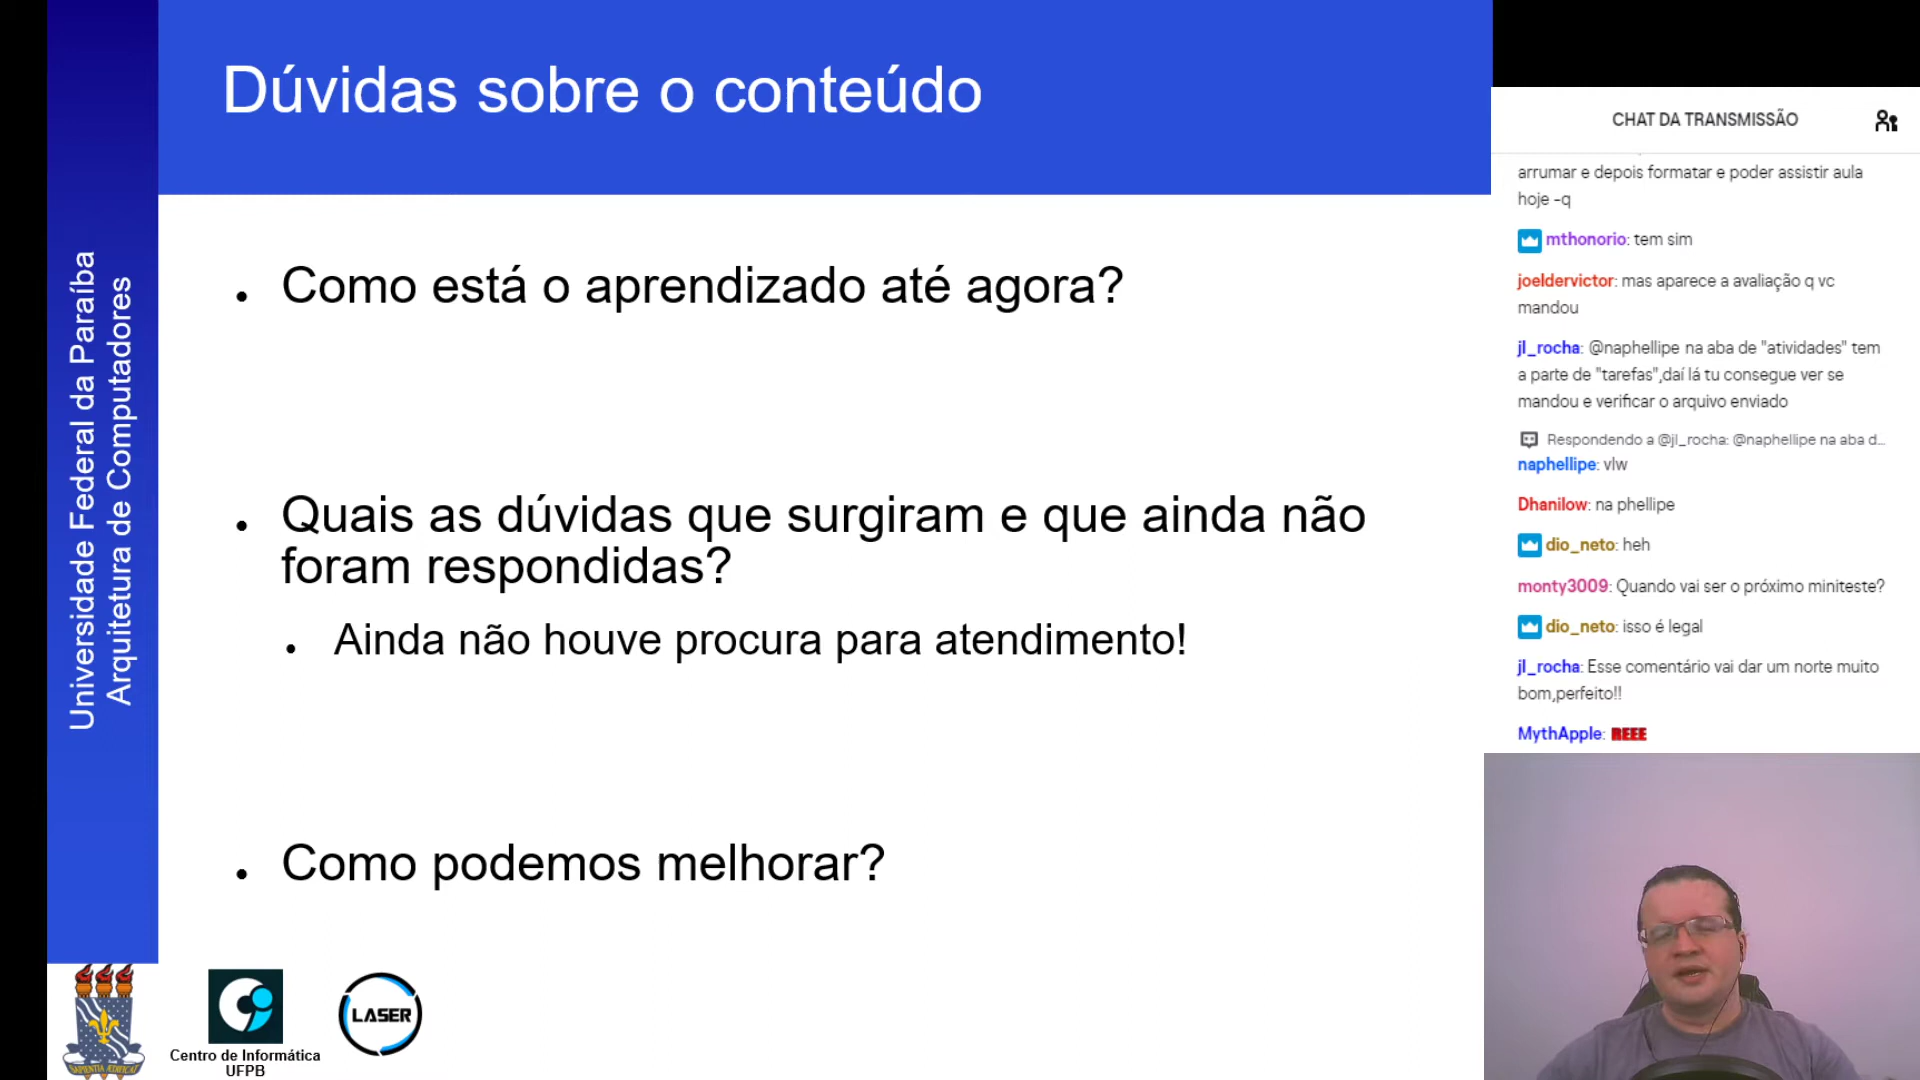 Dúvidas sobre o conteúdo
Universidade Federal da Paraíba
Arquitetura de Computadores
Como está o aprendizado até agora?
Quais as dúvidas que surgiram e que ainda não
foram respondidas?
Ainda não houve procura para atendimento!
Como podemos melhorar?
SAPIENTIA ÆDIFICAT
Centro de Informática
UFPB
LASER
CHAT DA TRANSMISSÃO
arrumar e depois formatar e poder assistir aula
hoje -q
mthonorio: tem sim
joeldervictor: mas aparece a avaliação q vc
mandou
jl_rocha: @naphellipe na aba de "atividades" tem
a parte de "tarefas",daí lá tu consegue ver se
mandou e verificar o arquivo enviado
Respondendo a @jl_rocha: @naphellipe na aba d...
naphellipe: vlw
Dhanilow: na phellipe
dio_neto: heh
monty3009: Quando vai ser o próximo miniteste?
dio_neto: isso é legal
jl_rocha: Esse comentário vai dar um norte muito
bom,perfeito!!
MythApple: REEE